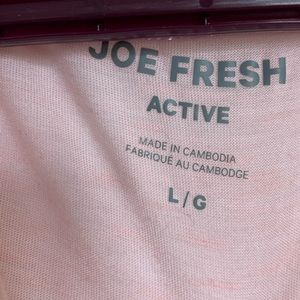 JOE FRESH
ACTIVE
MADE IN CAMBODIA
FABRIQUÉ AU CAMBODGE
L/G